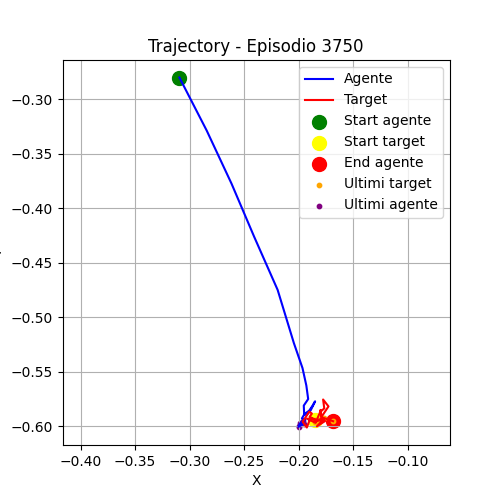 Trajectory - Episodio 3750
Agente
Target
Start agente
Start target
End agente
Ultimi target
Ultimi agente
−0.30
−0.35
−0.40
−0.45
−0.50
−0.55
−0.60
−0.40
−0.35
−0.30
−0.25
−0.20
−0.15
−0.10
X